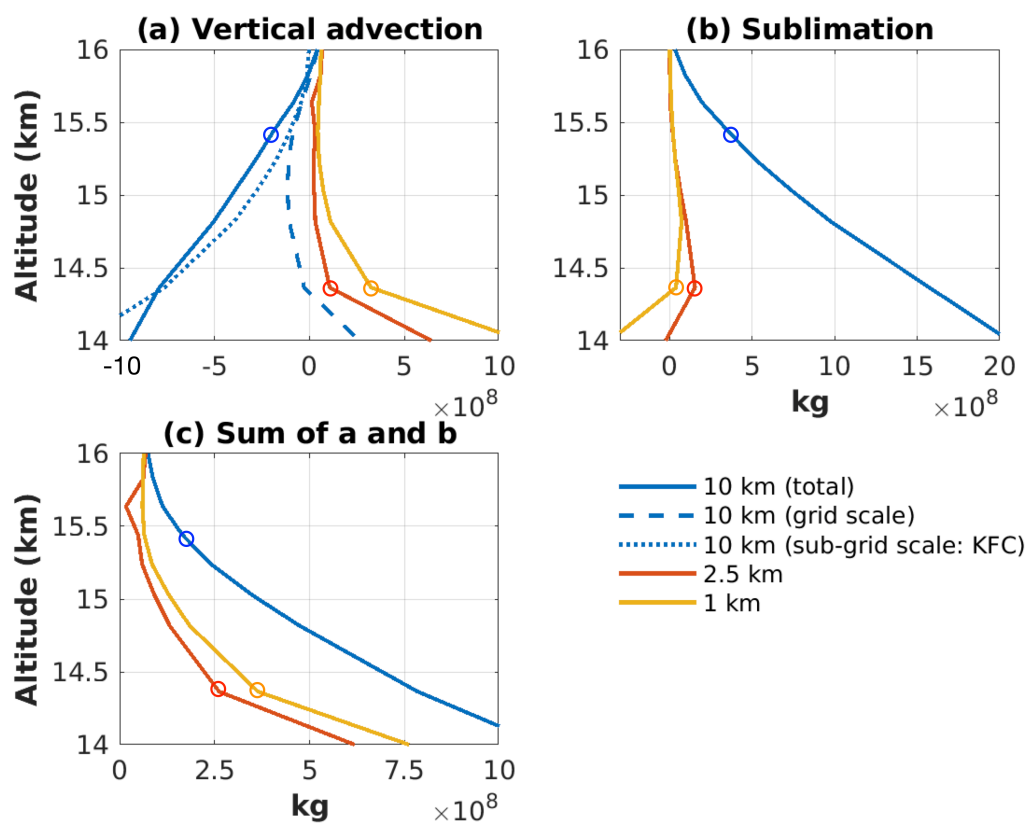 (a) Vertical advection
(b) Sublimation
16
15.5
15
14.5
14
Altitude (km)
-10 -5 0 5 10
×10⁸
16
15.5
15
14.5
14
0 5 10 15 20
kg ×10⁸
(c) Sum of a and b
16
15.5
15
14.5
14
Altitude (km)
0 2.5 5 7.5 10
kg ×10⁸
10 km (total)
10 km (grid scale)
10 km (sub-grid scale: KFC)
2.5 km
1 km